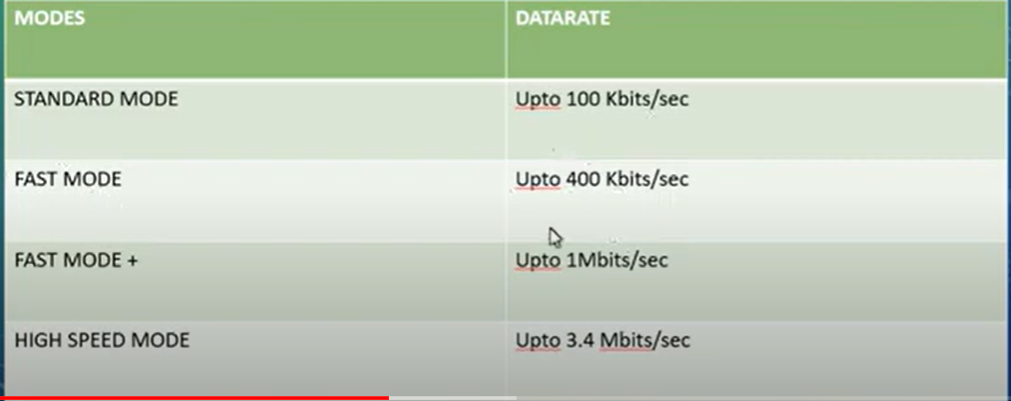 MODES DATARATE
STANDARD MODE Upto 100 Kbits/sec
FAST MODE Upto 400 Kbits/sec
FAST MODE + Upto 1Mbits/sec
HIGH SPEED MODE Upto 3.4 Mbits/sec